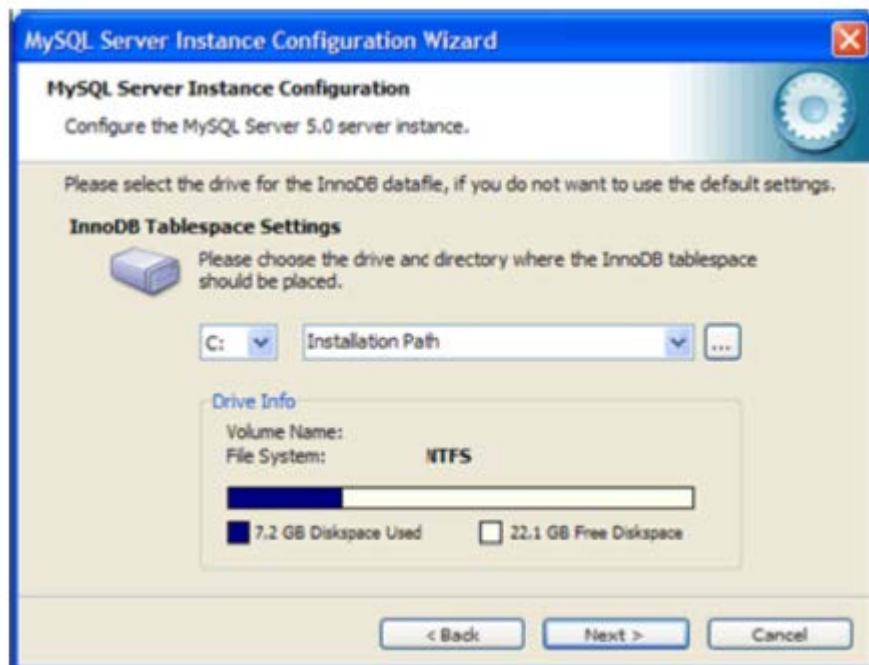 MySQL Server Instance Configuration Wizard
MySQL Server Instance Configuration
Configure the MySQL Server 5.0 server instance.
Please select the drive for the InnoDB datafle, if you do not want to use the default settings.
InnoDB Tablespace Settings
Please choose the drive and directory where the InnoDB tablespace
should be placed.
C: Installation Path ...
Drive Info
Volume Name:
File System: NTFS
7.2 GB Diskspace Used 22.1 GB Free Diskspace
< Back Next > Cancel